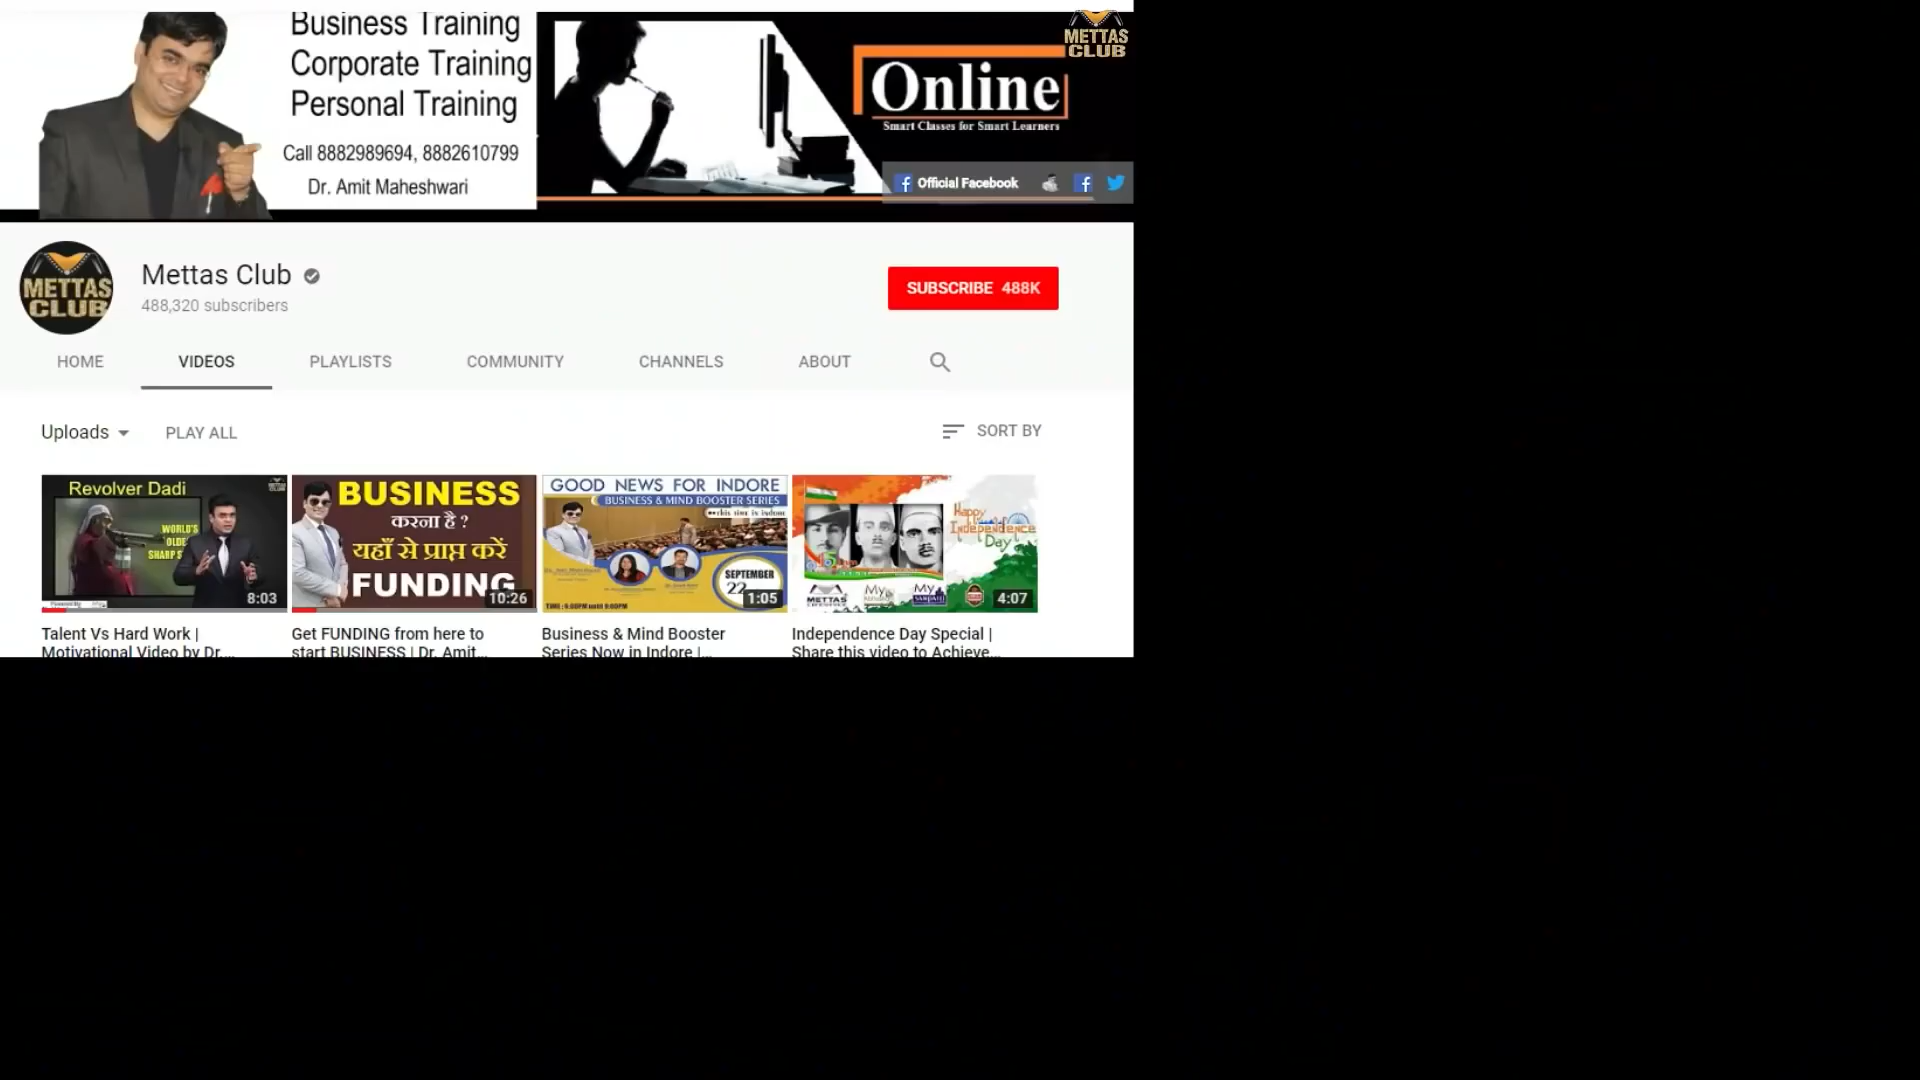 Business Training
Corporate Training
Personal Training
Call 8882989694, 8882610799
Dr. Amit Maheshwari
Online
Smart Classes for Smart Learners
METTAS
CLUB
Official Facebook
METTAS
CLUB
Mettas Club
488,320 subscribers
SUBSCRIBE 488K
HOME
VIDEOS
PLAYLISTS
COMMUNITY
CHANNELS
ABOUT
Uploads
PLAY ALL
SORT BY
Revolver Dadi
WORLD'S
8:03
BUSINESS
करना है ?
यहाँ से प्राप्त करें
FUNDING
10:26
GOOD NEWS FOR INDORE
BUSINESS & MIND BOOSTER SERIES
SEPTEMBER
22
1:05
Happy
Independence
Day
METTAS
4:07
Talent Vs Hard Work |
Motivational Video by Dr....
Get FUNDING from here to
start BUSINESS | Dr. Amit...
Business & Mind Booster
Series Now in Indore |...
Independence Day Special |
Share this video to Achieve...